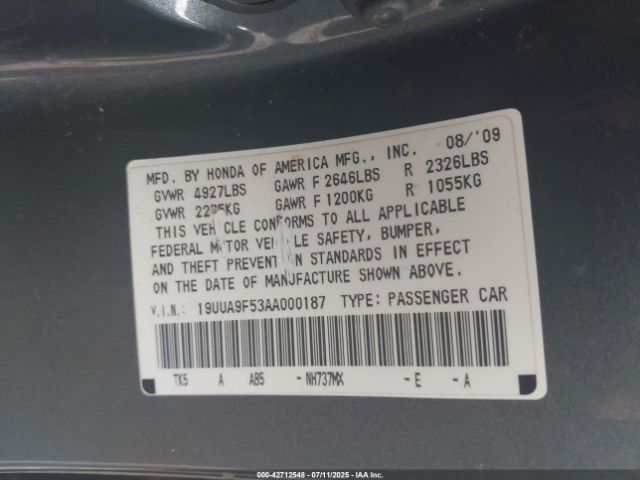 MFD. BY HONDA OF AMERICA MFG., INC. 08/'09
GVWR 4927LBS GAWR F 2646LBS R 2326LBS
GVWR 2235KG GAWR F 1200KG R 1055KG
THIS VEHICLE CONFORMS TO ALL APPLICABLE
FEDERAL MOTOR VEHICLE SAFETY, BUMPER,
AND THEFT PREVENTION STANDARDS IN EFFECT
ON THE DATE OF MANUFACTURE SHOWN ABOVE.
V.I.N.: 19UUA9F53AA000187 TYPE: PASSENGER CAR
TK5 A AB5 -NH737MX -E -A
000-42712548 - 07/11/2025 - IAA Inc.